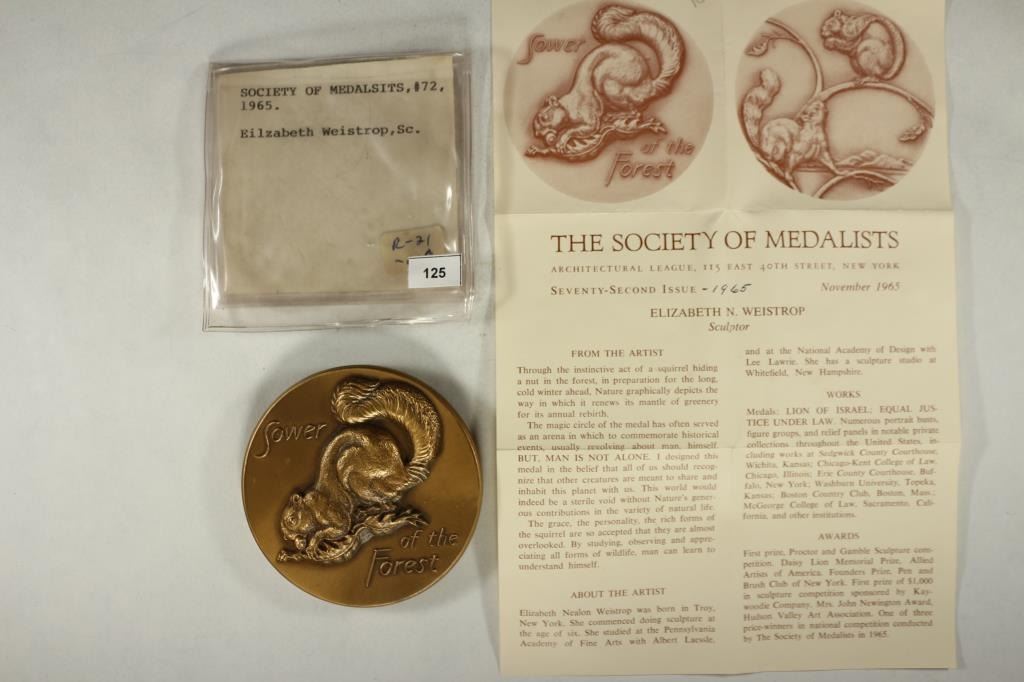 SOCIETY OF MEDALSITS,#72,
1965.
Eilzabeth Weistrop,Sc.
R-21
125
Sower
of the
Forest
Sower
of the
Forest
THE SOCIETY OF MEDALISTS
ARCHITECTURAL LEAGUE, 115 EAST 40TH STREET, NEW YORK
SEVENTY-SECOND ISSUE - 1965 November 1965
ELIZABETH N. WEISTROP
Sculptor
FROM THE ARTIST
Through the instinctive act of a squirrel hiding
a nut in the forest, in preparation for the long,
cold winter ahead, Nature graphically depicts the
way in which it renews its mantle of greenery
for its annual rebirth.
The magic circle of the medal has often served
as an arena in which to commemorate historical
events, usually revolving about man, himself.
BUT, MAN IS NOT ALONE. I designed this
medal in the belief that all of us should recog-
nize that other creatures are meant to share and
inhabit this planet with us. This world would
indeed be a sterile void without Nature's gener-
ous contributions in the variety of natural life.
The grace, the personality, the rich forms of
the squirrel are so accepted that they are almost
overlooked. By studying, observing and appre-
ciating all forms of wildlife, man can learn to
understand himself.
ABOUT THE ARTIST
Elizabeth Nealon Weistrop was born in Troy,
New York. She commenced doing sculpture at
the age of six. She studied at the Pennsylvania
Academy of Fine Arts with Albert Laessle,
and at the National Academy of Design with
Lee Lawrie. She has a sculpture studio at
Whitefield, New Hampshire.
WORKS
Medals: LION OF ISRAEL; EQUAL JUS-
TICE UNDER LAW. Numerous portrait busts,
figure groups, and relief panels in notable private
collections throughout the United States, in-
cluding works at Sedgwick County Courthouse,
Wichita, Kansas; Chicago-Kent College of Law,
Chicago, Illinois; Erie County Courthouse, Buf-
falo, New York; Washburn University, Topeka,
Kansas; Boston Country Club, Boston, Mass.;
McGeorge College of Law, Sacramento, Cali-
fornia, and other institutions.
AWARDS
First prize, Proctor and Gamble Sculpture com-
petition. Daisy Lion Memorial Prize, Allied
Artists of America. Founders Prize, Pen and
Brush Club of New York. First prize of $1,000
in sculpture competition sponsored by Kay-
woodie Company, Mrs. John Newington Award,
Hudson Valley Art Association. One of three
price-winners in national competition conducted
by The Society of Medalists in 1965.